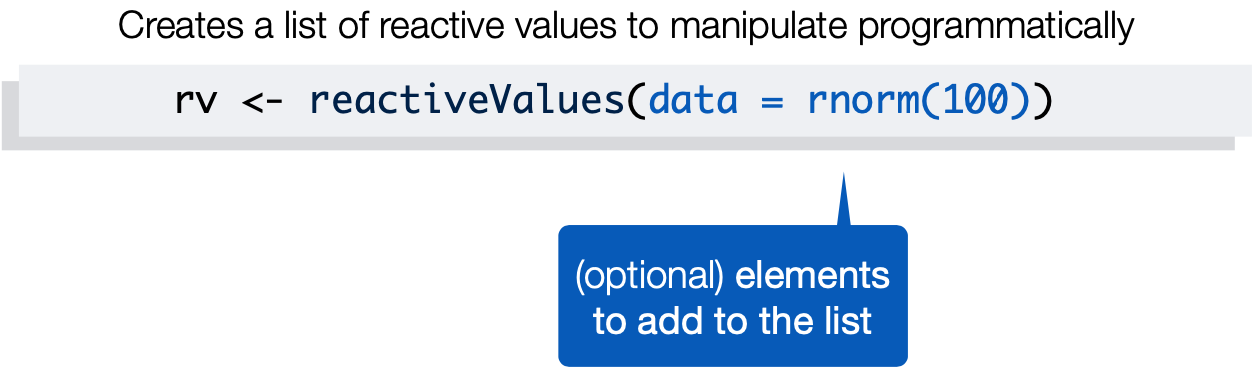 Creates a list of reactive values to manipulate programmatically
rv <- reactiveValues(data = rnorm(100))
(optional) elements
to add to the list